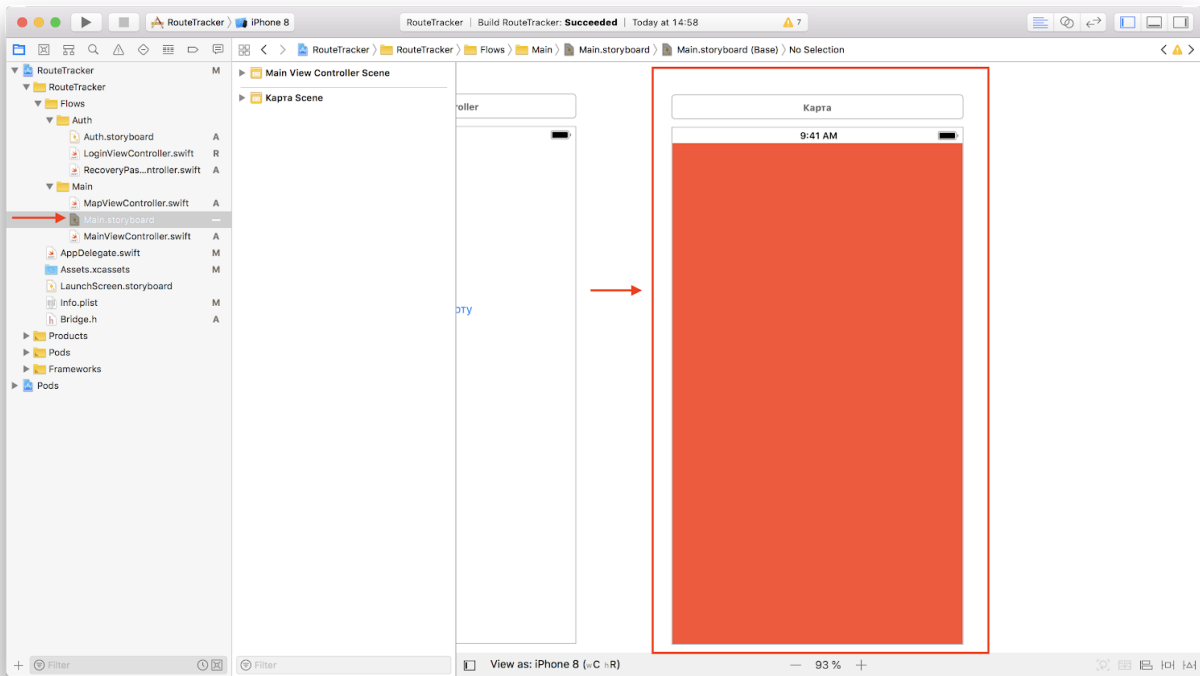 RouteTracker iPhone 8
RouteTracker Build RouteTracker: Succeeded Today at 14:58 7
RouteTracker RouteTracker Flows Main Main.storyboard Main.storyboard (Base) No Selection
RouteTracker M
RouteTracker
Flows
Auth
Auth.storyboard A
LoginViewController.swift R
RecoveryPas...ntroller.swift A
Main
MapViewController.swift A
Main.storyboard –
MainViewController.swift A
AppDelegate.swift M
Assets.xcassets M
LaunchScreen.storyboard
Info.plist M
Bridge.h A
Products
Pods
Frameworks
Pods
Filter
Main View Controller Scene
Карта Scene
Filter
roller
рту
Карта
9:41 AM
View as: iPhone 8 (wC hR)
— 93 % +